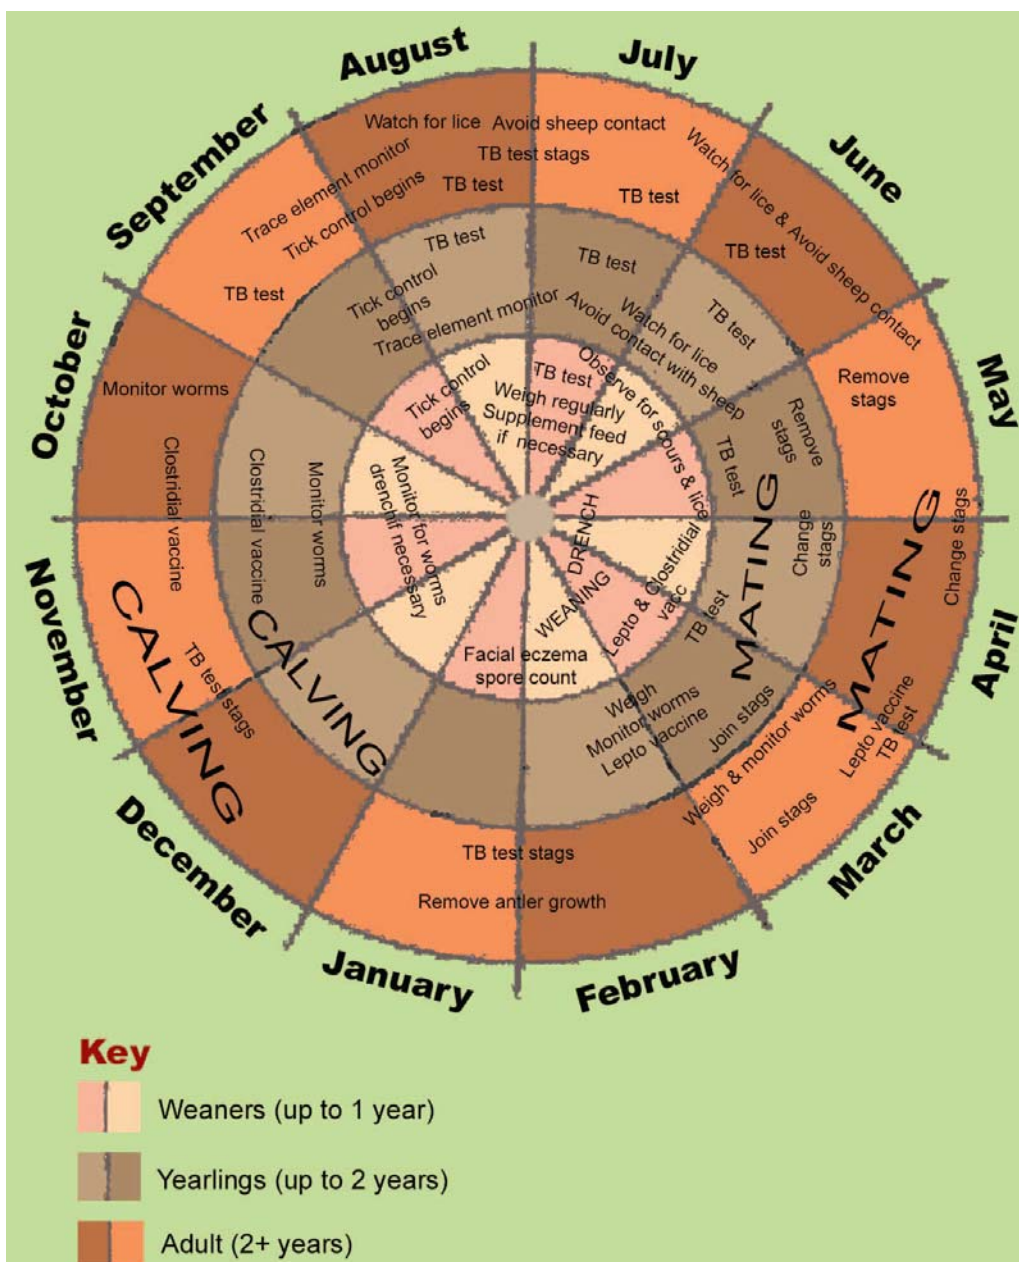 August
July
September
June
October
May
November
April
December
March
January
February
Watch for lice
Avoid sheep contact
TB test stags
TB test
TB test
Trace element monitor
Tick control begins
TB test
Watch for lice & Avoid sheep contact
TB test
Remove
stags
Monitor worms
Clostridial vaccine
Change stags
MATING
CALVING
TB test stags
Lepto vaccine
TB test
Weigh & monitor worms
Join stags
TB test stags
Remove antler growth
TB test
TB test
Tick control
begins
Trace element monitor
Watch for lice
Avoid contact with sheep
TB test
Remove
stags
TB test
Clostridial vaccine
Monitor worms
Change
stags
MATING
CALVING
TB test
Weigh
Monitor worms
Lepto vaccine
Join stags
Tick control
begins
TB test
Weigh regularly
Supplement feed
if necessary
Observe for scours & lice
Monitor for worms
drenchif necessary
DRENCH
WEANING
Lepto & Clostridial
vacc
Facial eczema
spore count
Key
Weaners (up to 1 year)
Yearlings (up to 2 years)
Adult (2+ years)